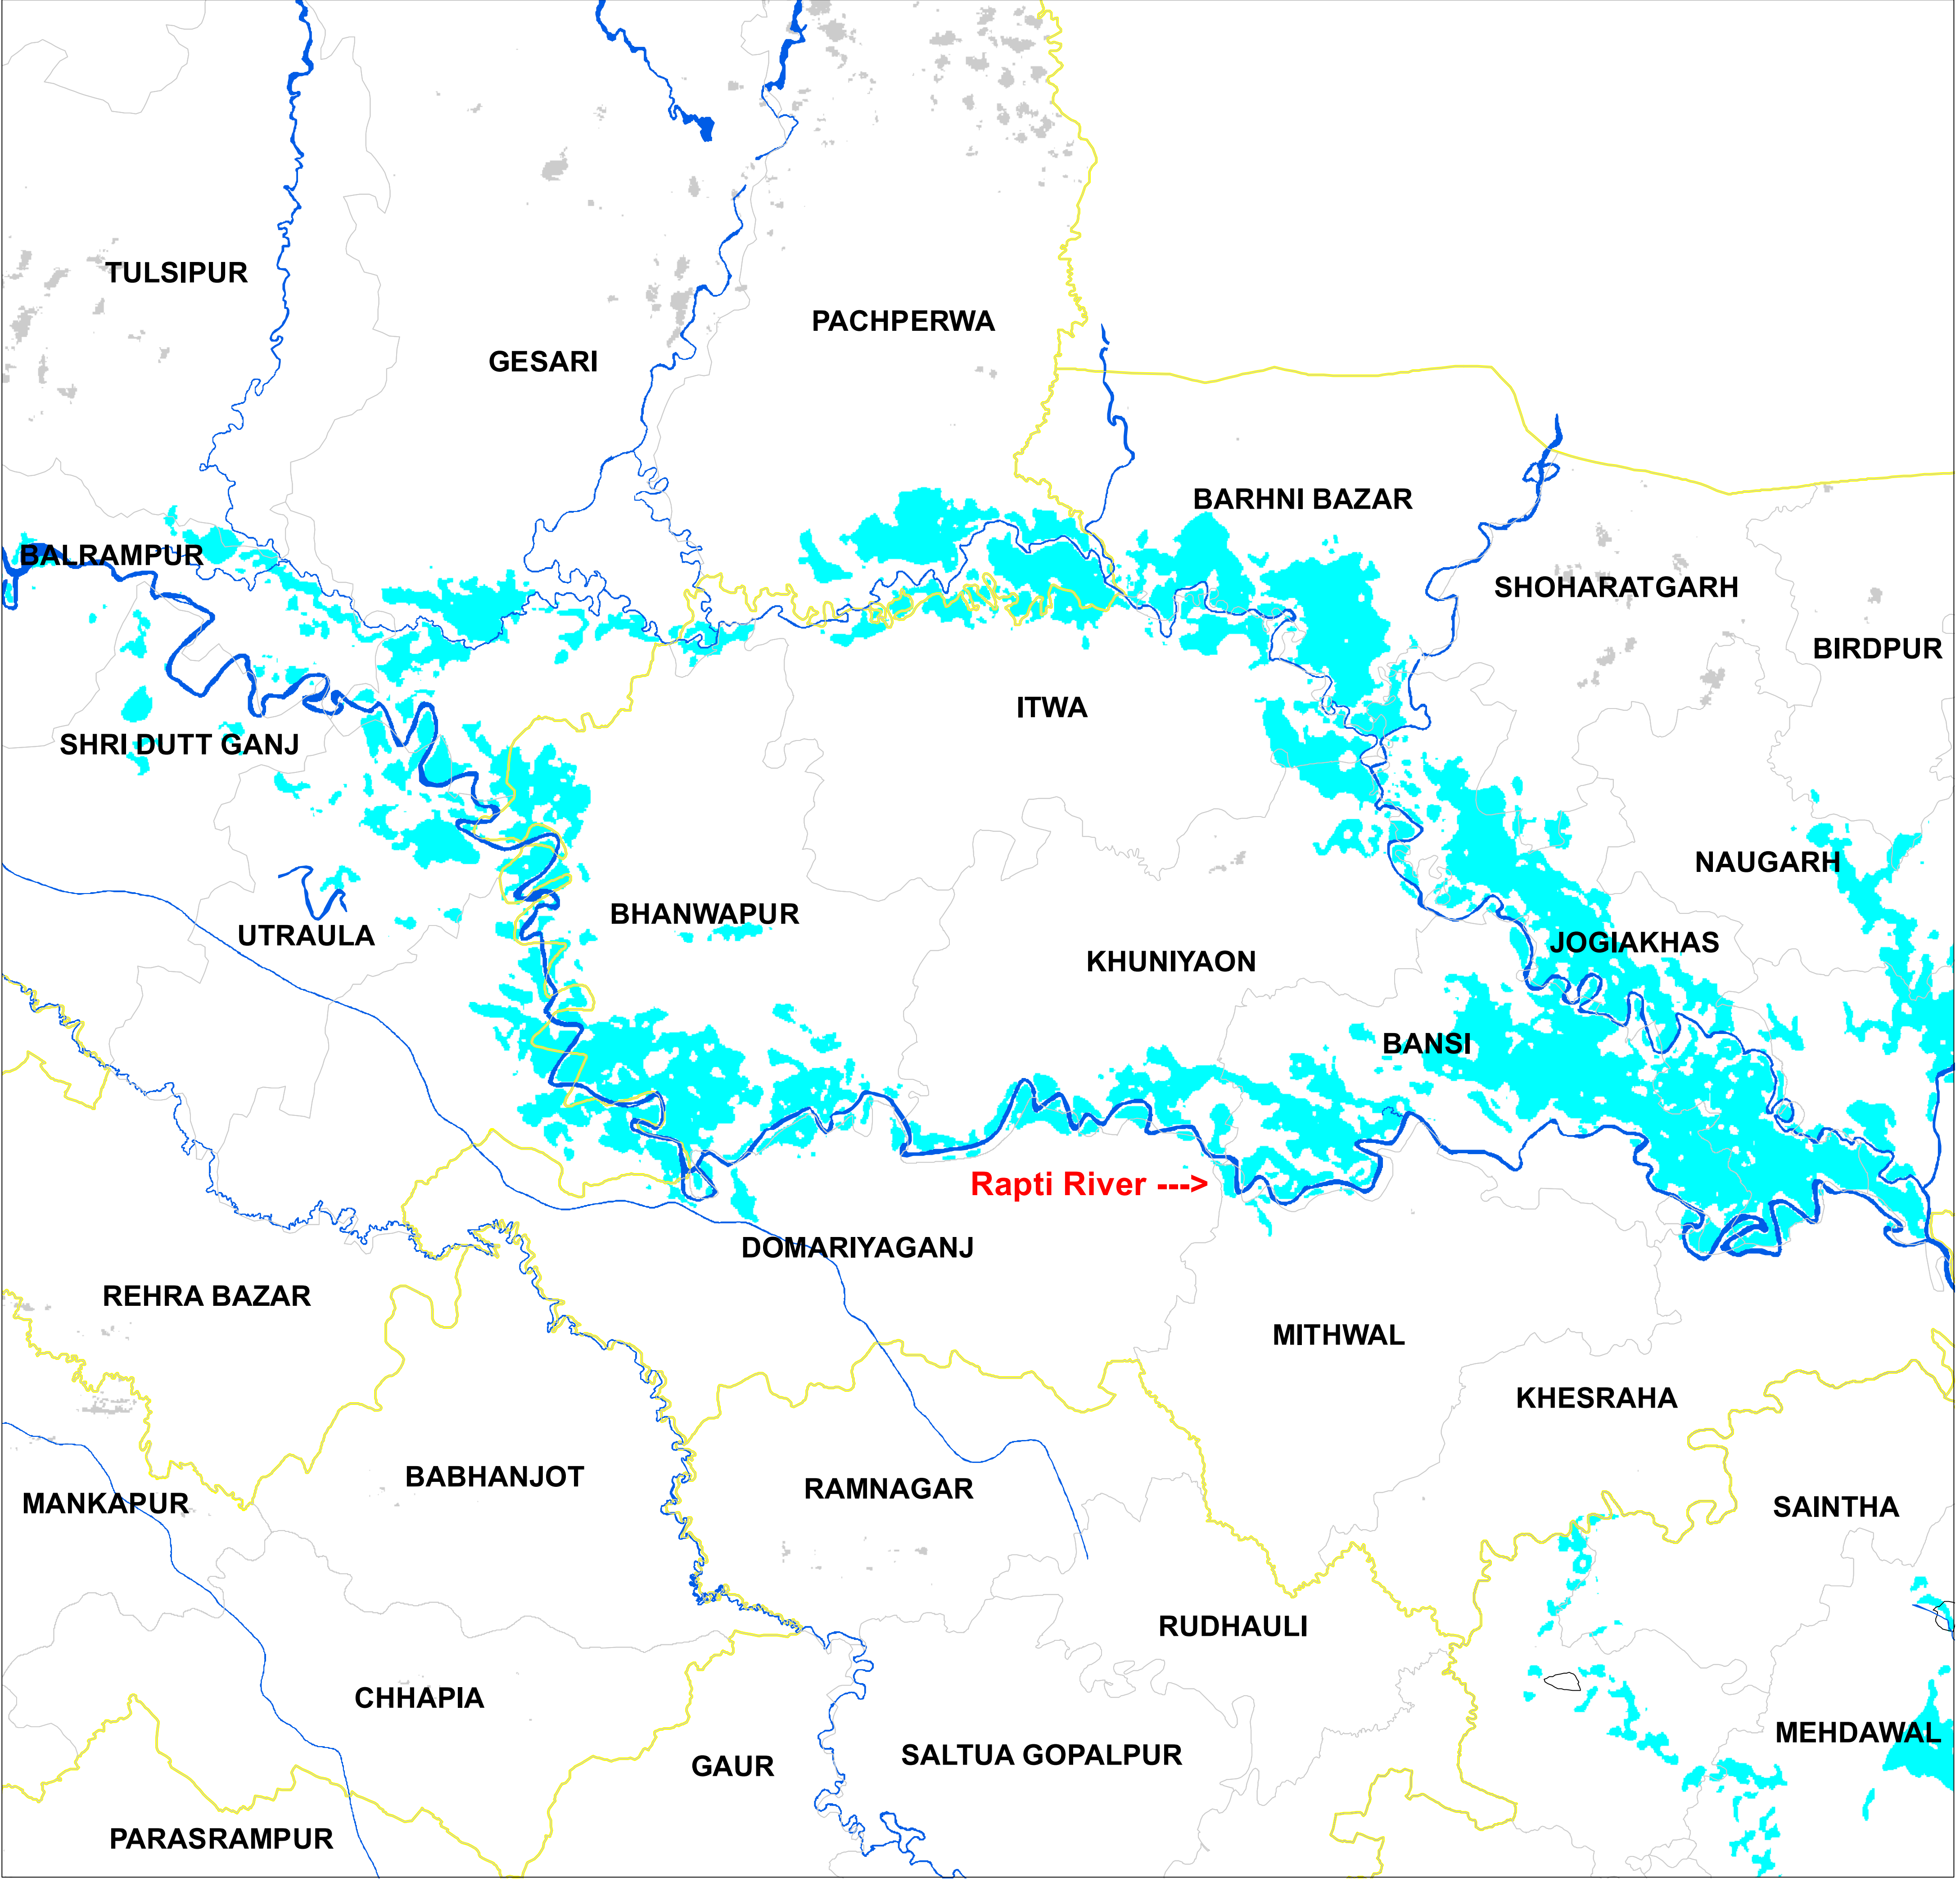 TULSIPUR
PACHPERWA
GESARI
BARHNI BAZAR
BALRAMPUR
SHOHARATGARH
BIRDPUR
ITWA
SHRI DUTT GANJ
NAUGARH
BHANWAPUR
UTRAULA
JOGIAKHAS
KHUNIYAON
BANSI
Rapti River --->
DOMARIYAGANJ
REHRA BAZAR
MITHWAL
KHESRAHA
BABHANJOT
RAMNAGAR
MANKAPUR
SAINTHA
RUDHAULI
CHHAPIA
MEHDAWAL
SALTUA GOPALPUR
GAUR
PARASRAMPUR